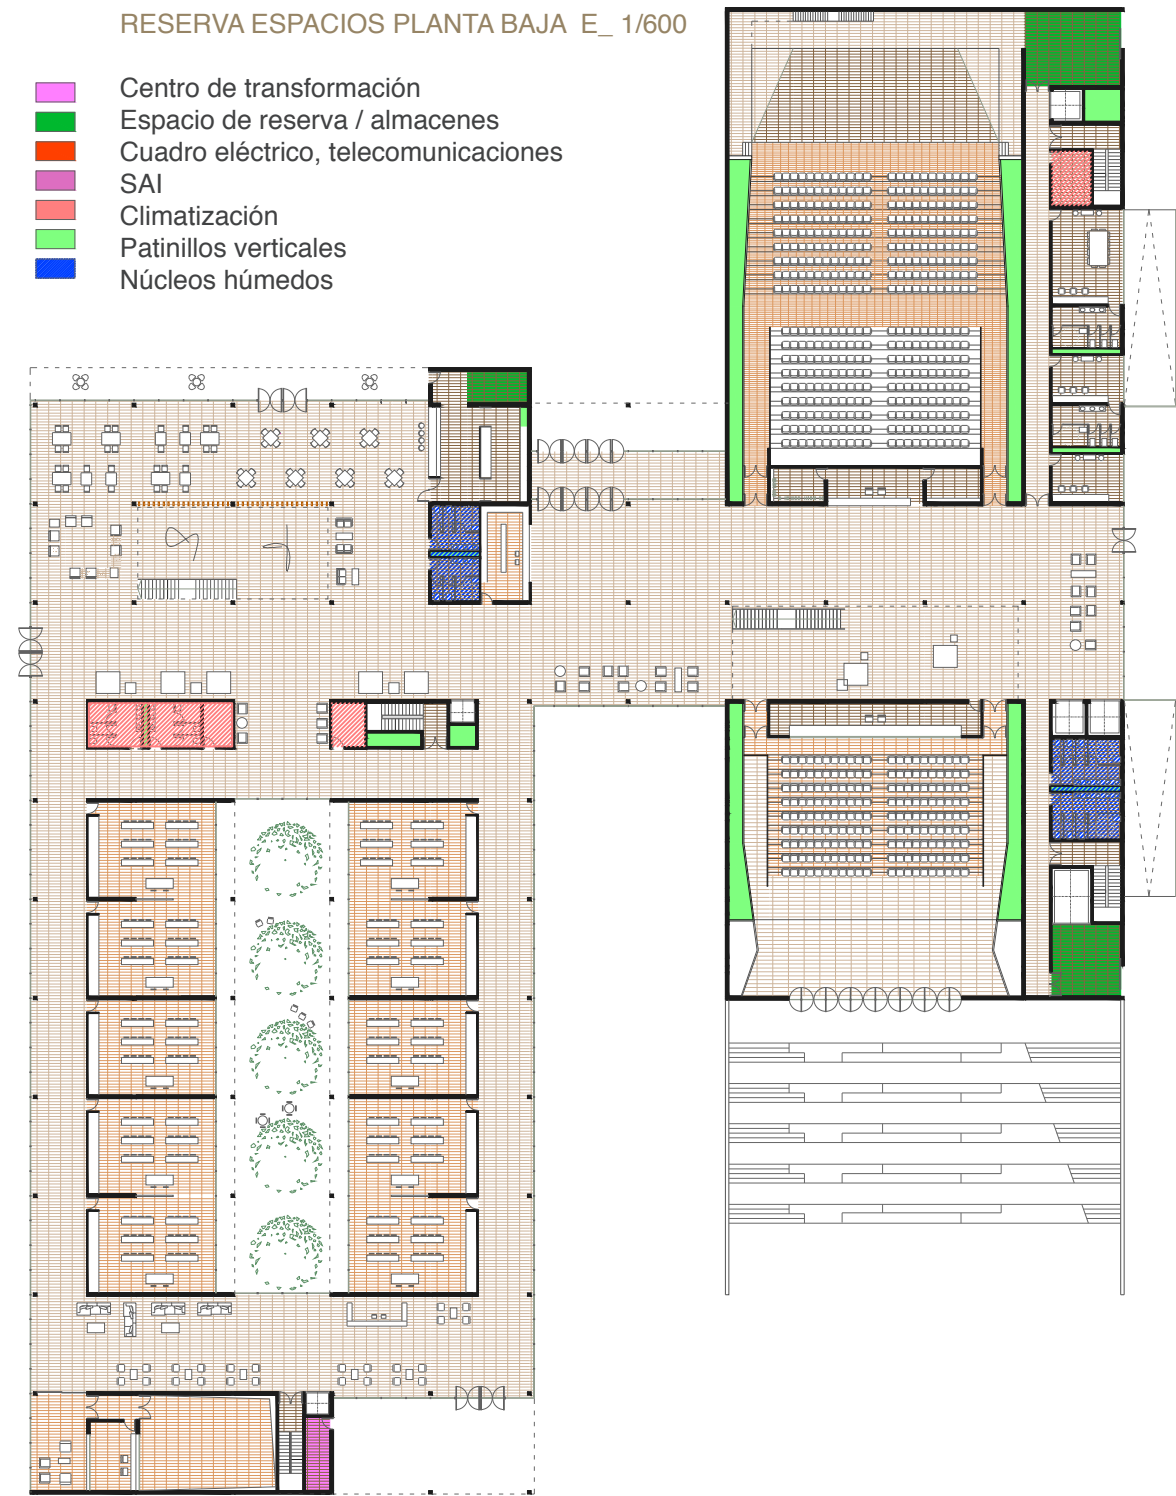 RESERVA ESPACIOS PLANTA BAJA E_ 1/600
Centro de transformación
Espacio de reserva / almacenes
Cuadro eléctrico, telecomunicaciones
SAI
Climatización
Patinillos verticales
Núcleos húmedos